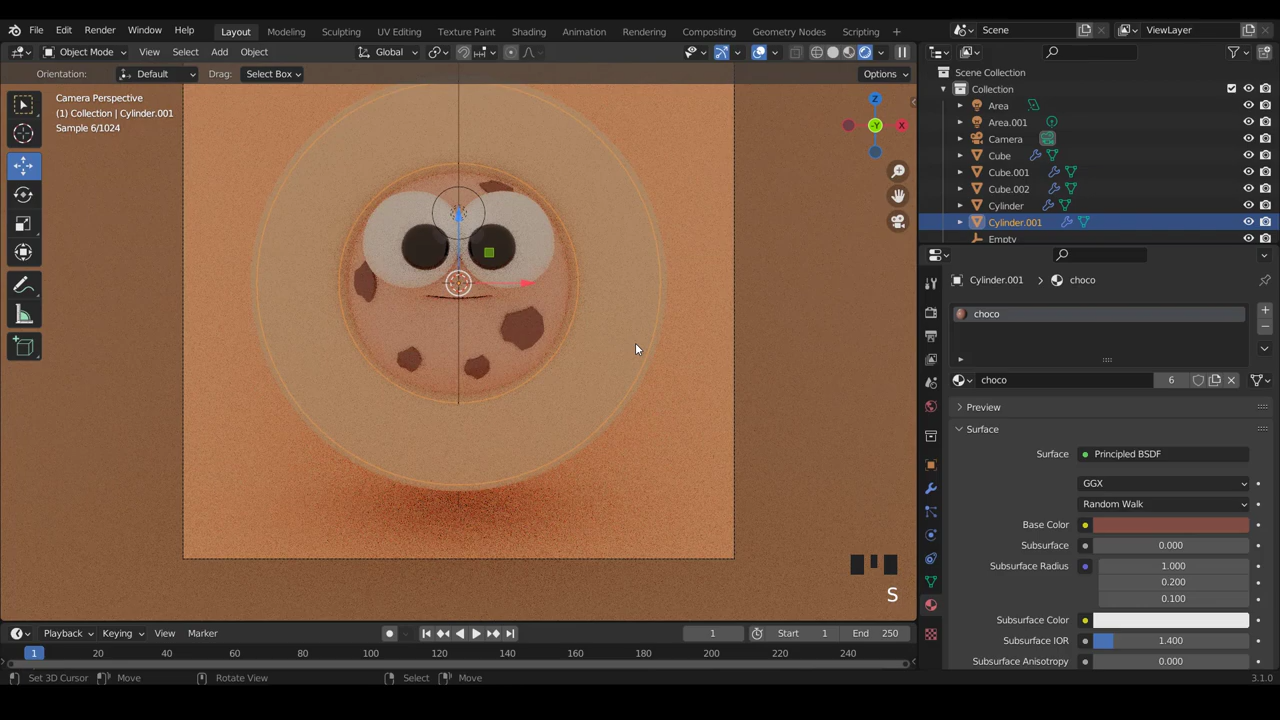 File Edit Render Window Help Layout Modeling Sculpting UV Editing Texture Paint Shading Animation Rendering Compositing Geometry Nodes Scripting Scene ViewLayer
Object Mode View Select Add Object Global
Orientation: Default Drag: Select Box Options
Scene Collection
Camera Perspective
(1) Collection | Cylinder.001
Sample 6/1024
Z
-Y
X
Collection
Area
Area.001
Camera
Cube
Cube.001
Cube.002
Cylinder
Cylinder.001
Empty
Cylinder.001 choco
choco
choco 6
Preview
Surface
Surface Principled BSDF
GGX
Random Walk
Base Color
Subsurface 0.000
Subsurface Radius 1.000
0.200
0.100
Subsurface Color
Subsurface IOR 1.400
Subsurface Anisotropy 0.000
S
Playback Keying View Marker 1 Start 1 End 250
1 20 40 60 80 100 120 140 160 180 200 220 240
Set 3D Cursor Move Rotate View Select Move 3.1.0